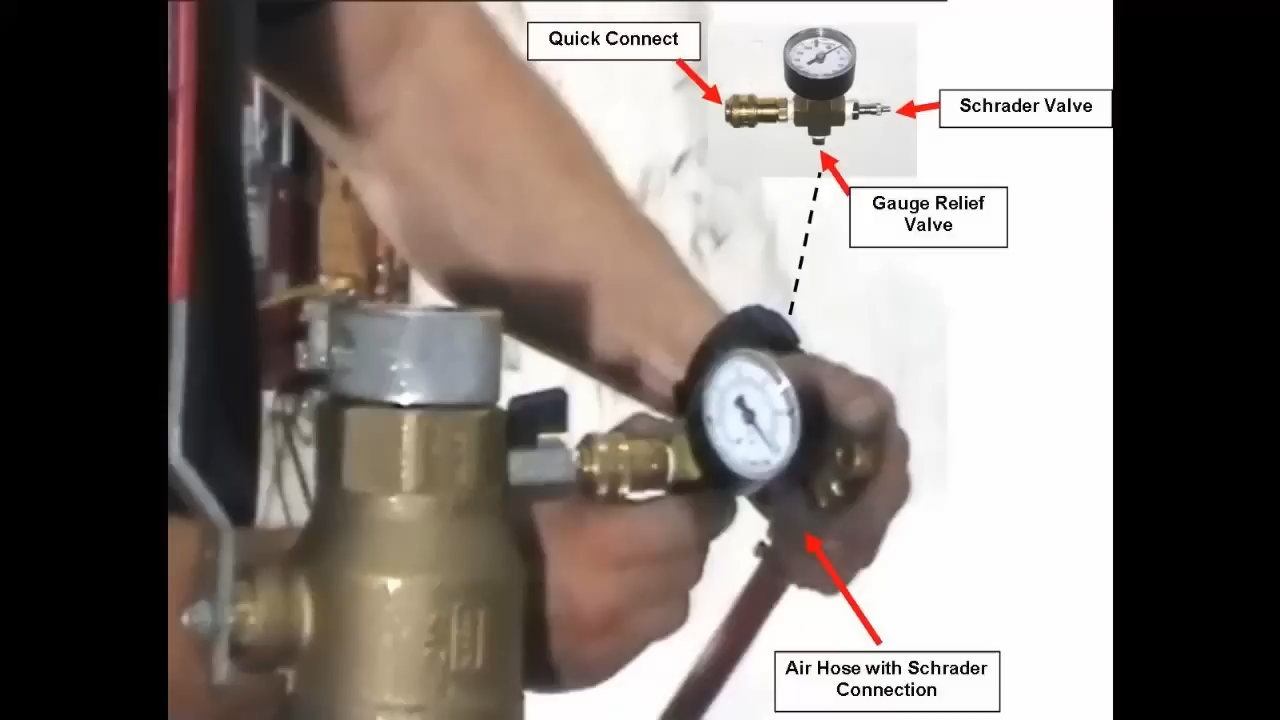 Quick Connect
Schrader Valve
Gauge Relief
Valve
Air Hose with Schrader
Connection